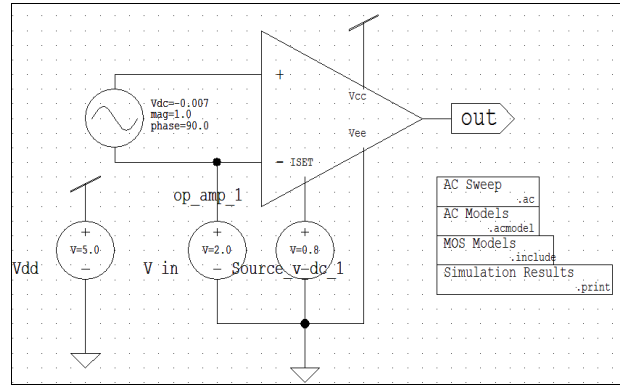 +
Vcc
Vdc=-0.007
mag=1.0
phase=90.0
out
Vee
- ISET
AC Sweep
.ac
op_amp_1
AC Models
.acmodel
+
+
+
MOS Models
V=5.0
V=2.0
V=0.8
.include
Vdd
-
V in
-
Source_v-dc_1
Simulation Results
.print